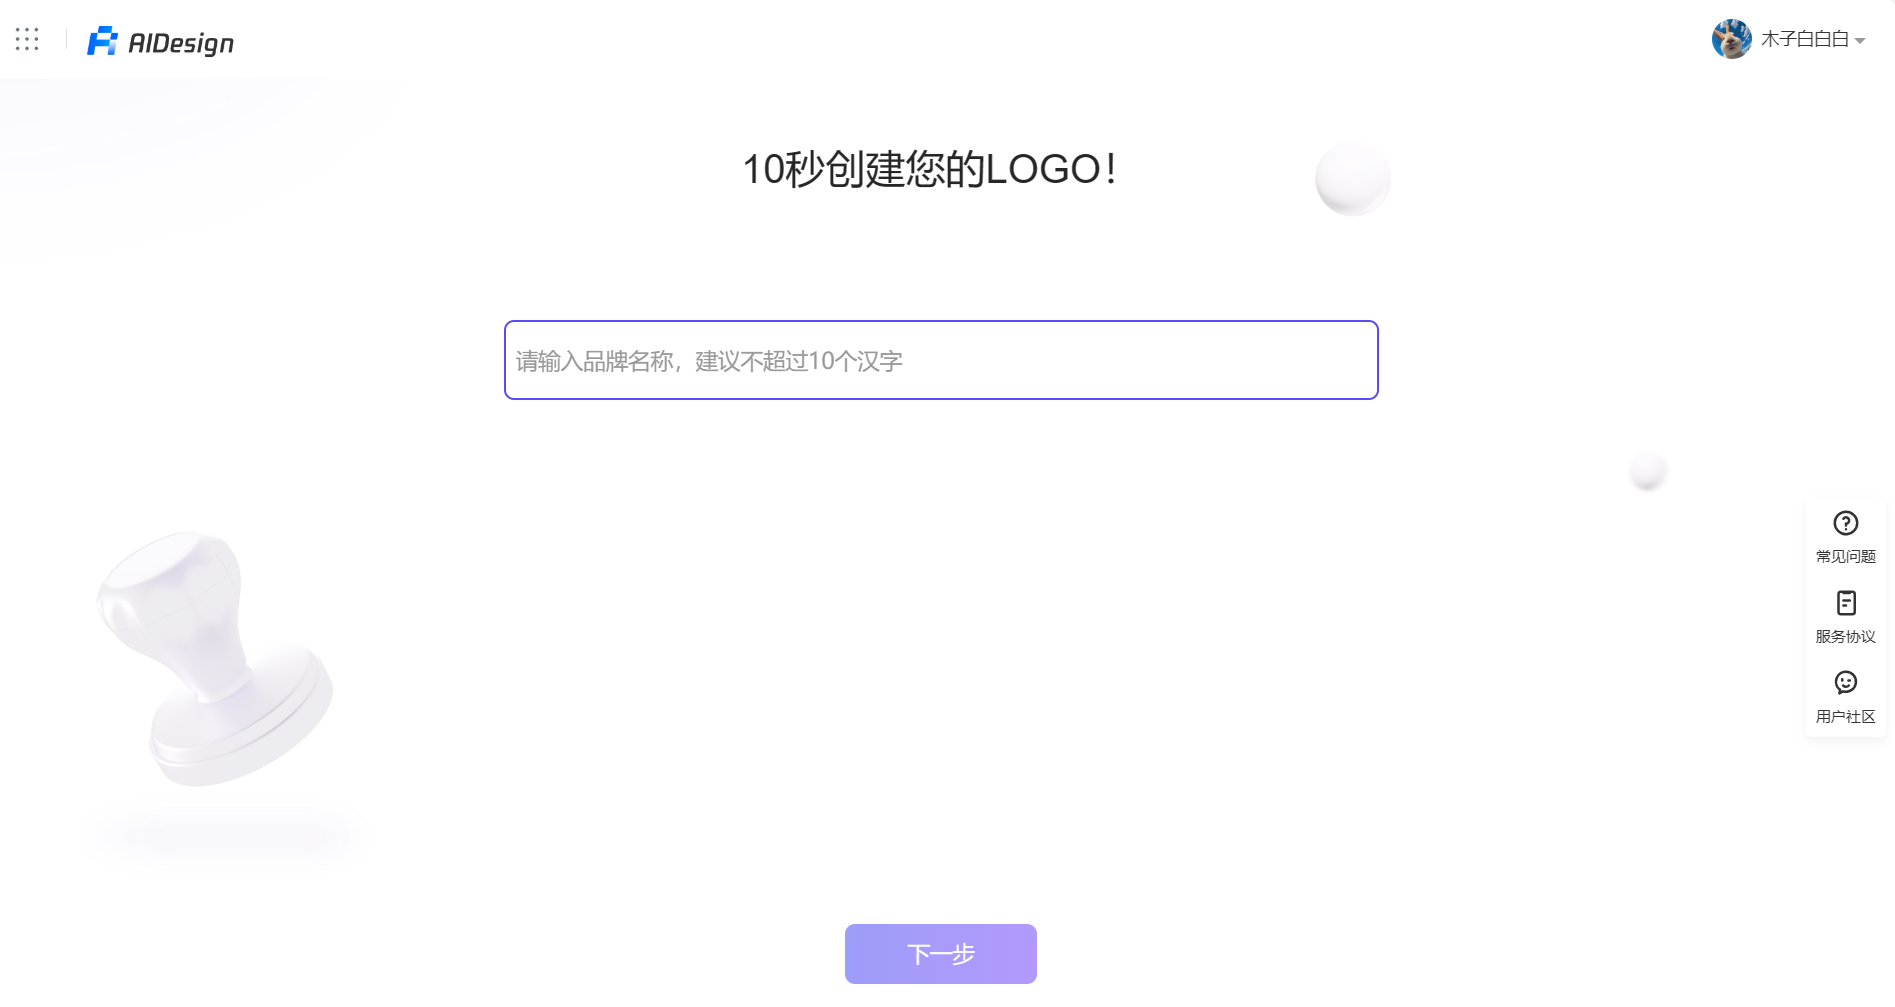 AIDesign
木子白白白
10秒创建您的LOGO！
请输入品牌名称，建议不超过10个汉字
常见问题
服务协议
用户社区
下一步